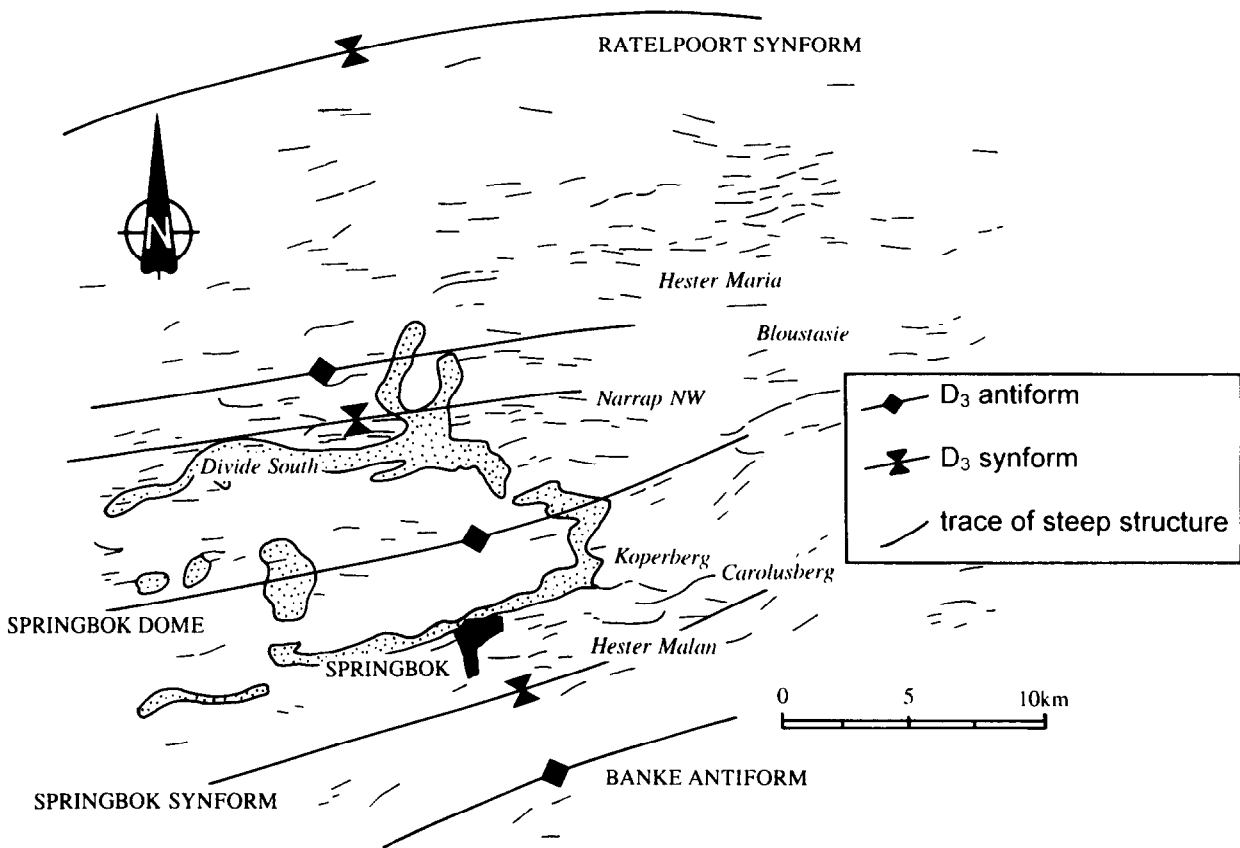 RATELPOORT SYNFORM
N
Hester Maria
Bloustasie
Narrap NW
D₃ antiform
D₃ synform
trace of steep structure
Divide South
Koperberg
Carolusberg
SPRINGBOK DOME
Hester Malan
SPRINGBOK
0 5 10km
SPRINGBOK SYNFORM
BANKE ANTIFORM